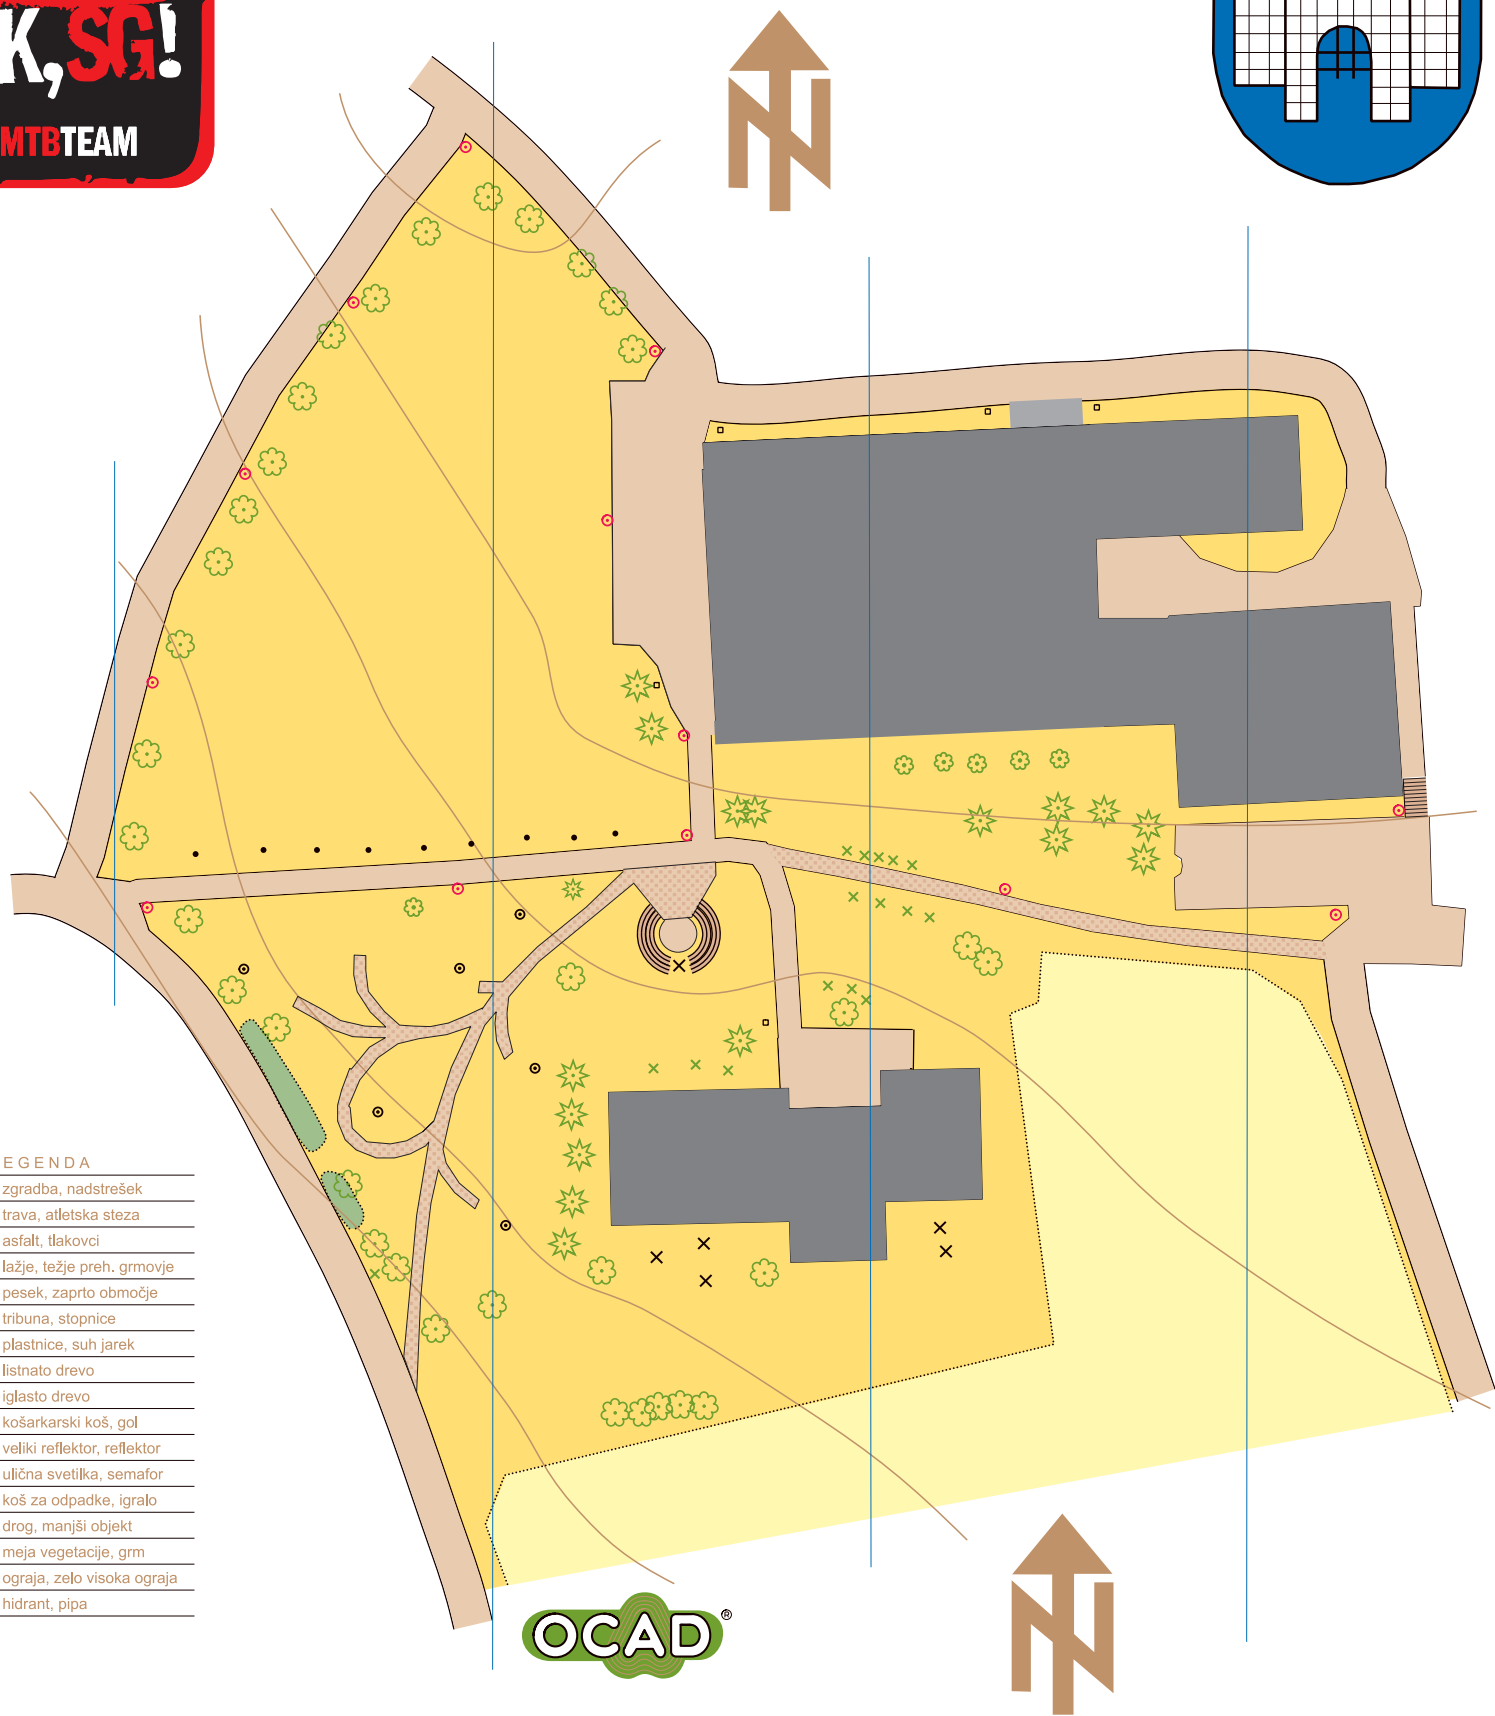 K,SG!
MTBTEAM
N
EGENDA
zgradba, nadstrešek
trava, atletska steza
asfalt, tlakovci
lažje, težje preh. grmovje
pesek, zaprto območje
tribuna, stopnice
plastnice, suh jarek
listnato drevo
iglasto drevo
košarkarski koš, gol
veliki reflektor, reflektor
ulična svetilka, semafor
koš za odpadke, igralo
drog, manjši objekt
meja vegetacije, grm
ograja, zelo visoka ograja
hidrant, pipa
OCAD®
N